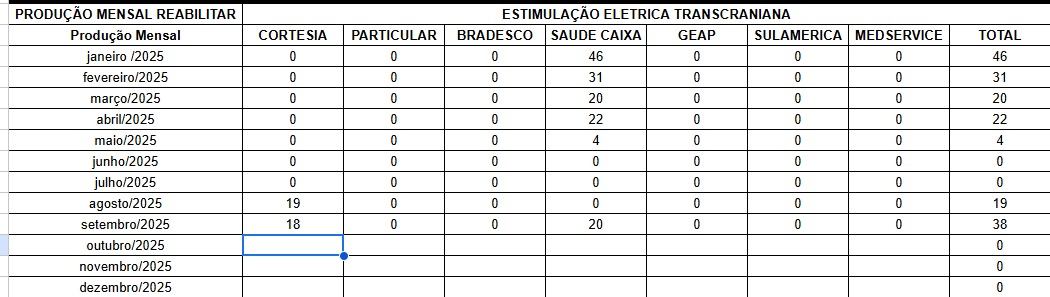 PRODUÇÃO MENSAL REABILITAR ESTIMULAÇÃO ELETRICA TRANSCRANIANA
Produção Mensal CORTESIA PARTICULAR BRADESCO SAUDE CAIXA GEAP SULAMERICA MEDSERVICE TOTAL
janeiro /2025 0 0 0 46 0 0 0 46
fevereiro/2025 0 0 0 31 0 0 0 31
março/2025 0 0 0 20 0 0 0 20
abril/2025 0 0 0 22 0 0 0 22
maio/2025 0 0 0 4 0 0 0 4
junho/2025 0 0 0 0 0 0 0 0
julho/2025 0 0 0 0 0 0 0 0
agosto/2025 19 0 0 0 0 0 0 19
setembro/2025 18 0 0 20 0 0 0 38
outubro/2025 0
novembro/2025 0
dezembro/2025 0